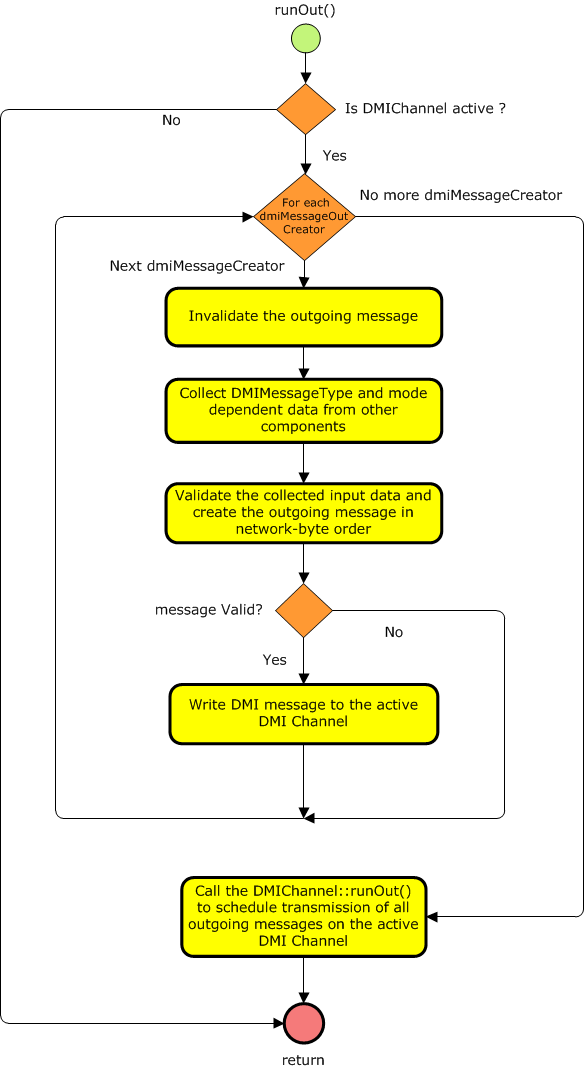 runOut()
Is DMIChannel active ?
No
Yes
For each
dmiMessageOut
Creator
No more dmiMessageCreator
Next dmiMessageCreator
Invalidate the outgoing message
Collect DMIMessageType and mode
dependent data from other
components
Validate the collected input data and
create the outgoing message in
network-byte order
message Valid?
No
Yes
Write DMI message to the active
DMI Channel
Call the DMIChannel::runOut()
to schedule transmission of all
outgoing messages on the active
DMI Channel
return